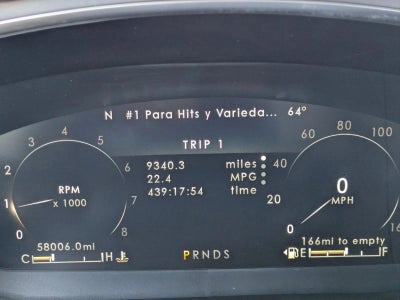 N #1 Para Hits y Varieda... 64°
TRIP 1
9340.3 miles
22.4 MPG
439:17:54 time
0 1 2 3 4 5 6 7 8
RPM
x 1000
0 20 40 60 80 100
0
MPH
58006.0mi
C H
PRNDS
166mi to empty
E F